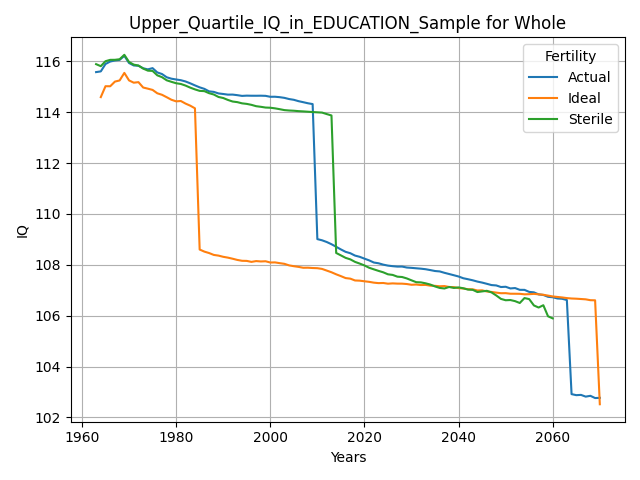 Upper_Quartile_IQ_in_EDUCATION_Sample for Whole
Fertility
Actual
Ideal
Sterile
IQ
116
114
112
110
108
106
104
102
1960
1980
2000
2020
2040
2060
Years